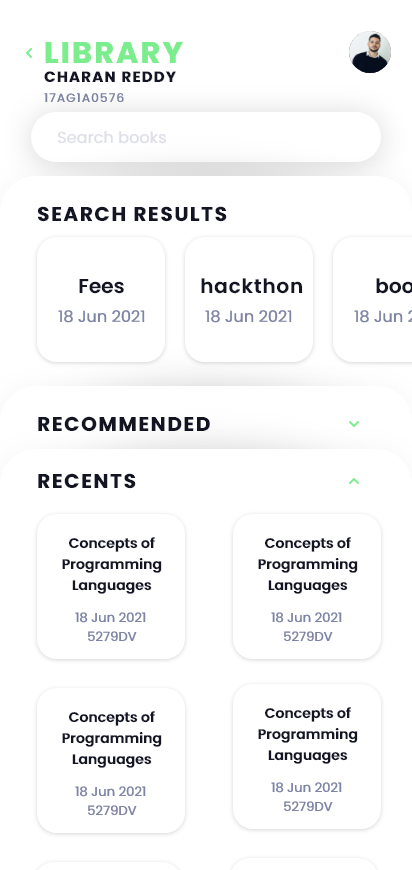 LIBRARY
CHARAN REDDY
17AG1A0576
Search books
SEARCH RESULTS
Fees
18 Jun 2021
hackthon
18 Jun 2021
boo
18 Jun 2
RECOMMENDED
RECENTS
Concepts of
Programming
Languages
18 Jun 2021
5279DV
Concepts of
Programming
Languages
18 Jun 2021
5279DV
Concepts of
Programming
Languages
18 Jun 2021
5279DV
Concepts of
Programming
Languages
18 Jun 2021
5279DV